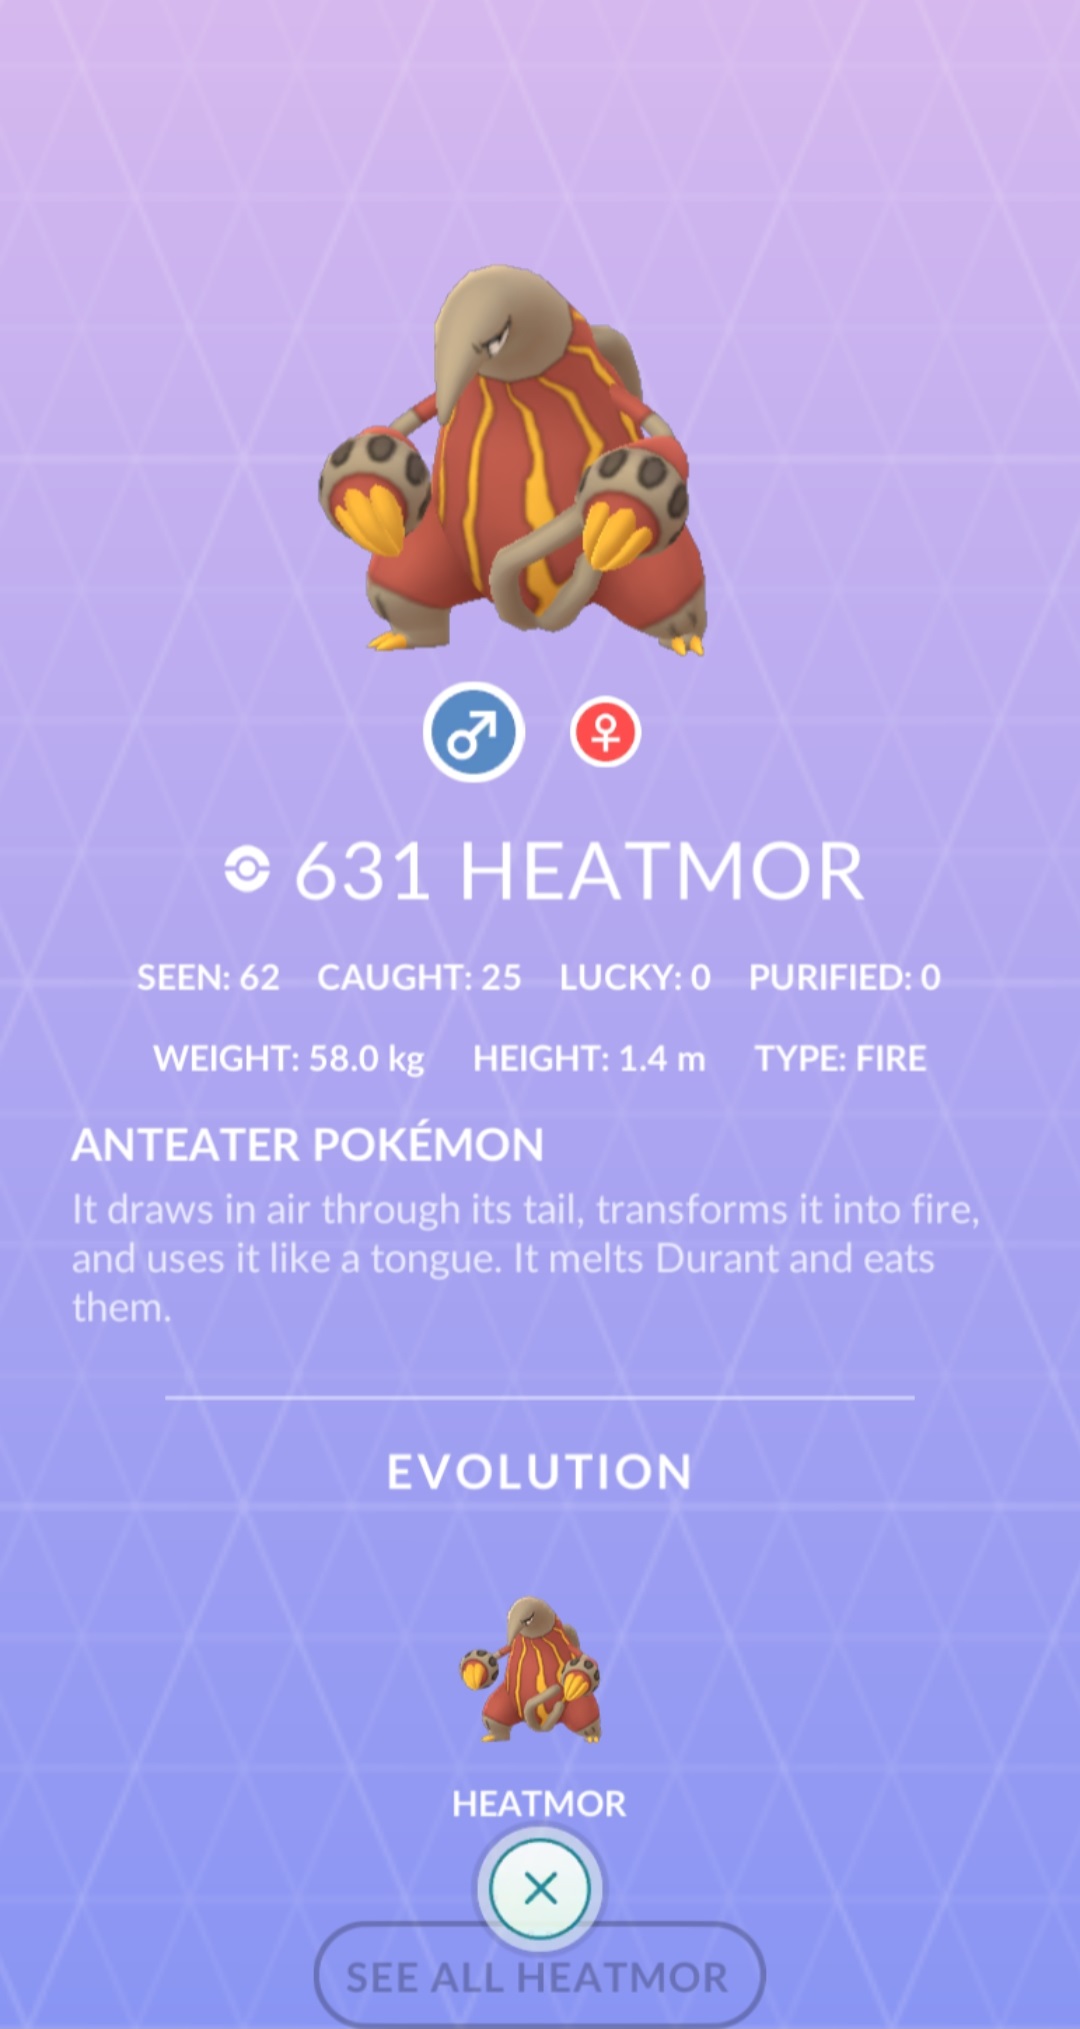 631 HEATMOR
SEEN: 62 CAUGHT: 25 LUCKY: 0 PURIFIED: 0
WEIGHT: 58.0 kg HEIGHT: 1.4 m TYPE: FIRE
ANTEATER POKÉMON
It draws in air through its tail, transforms it into fire,
and uses it like a tongue. It melts Durant and eats
them.
EVOLUTION
HEATMOR
SEE ALL HEATMOR